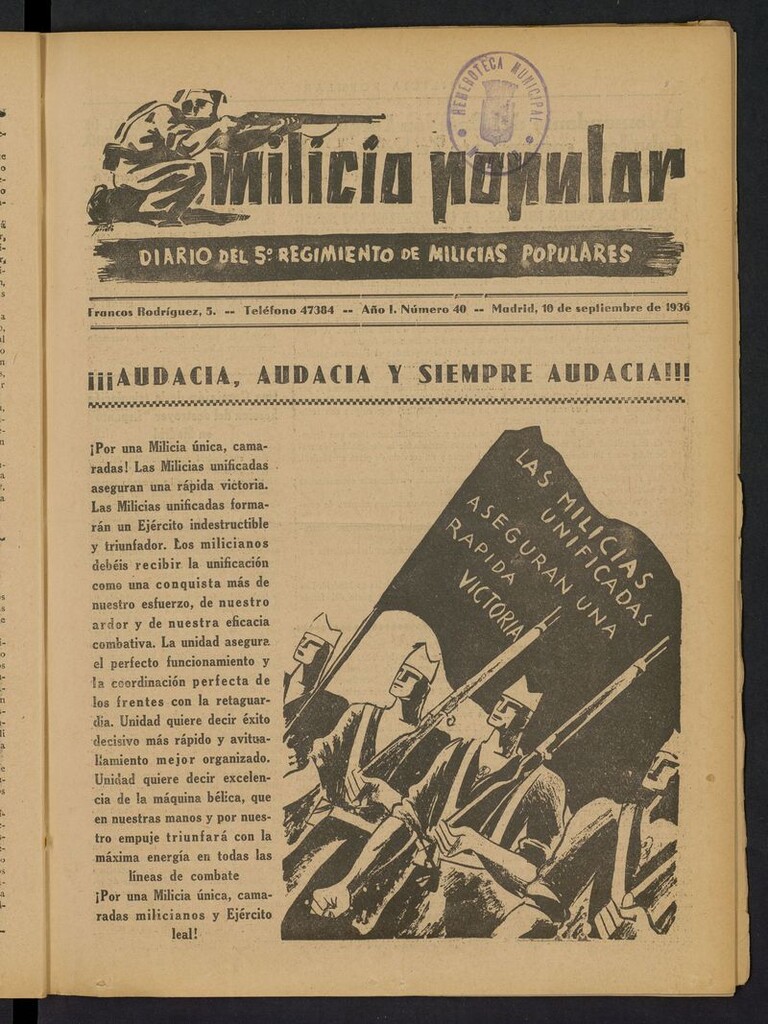 HEMEROTECA MUNICIPAL
milicia popular
DIARIO DEL 5º REGIMIENTO DE MILICIAS POPULARES
Francos Rodríguez, 5. -- Teléfono 47384 -- Año I. Número 40 -- Madrid, 10 de septiembre de 1936
¡¡¡AUDACIA, AUDACIA Y SIEMPRE AUDACIA!!!
¡Por una Milicia única, cama-
radas! Las Milicias unificadas
aseguran una rápida victoria.
Las Milicias unificadas forma-
rán un Ejército indestructible
y triunfador. Los milicianos
debéis recibir la unificación
como una conquista más de
nuestro esfuerzo, de nuestro
ardor y de nuestra eficacia
combativa. La unidad asegura
el perfecto funcionamiento y
la coordinación perfecta de
los frentes con la retaguar-
dia. Unidad quiere decir éxito
decisivo más rápido y avitua-
llamiento mejor organizado.
Unidad quiere decir excelen-
cia de la máquina bélica, que
en nuestras manos y por nues-
tro empuje triunfará con la
máxima energía en todas las
líneas de combate
¡Por una Milicia única, cama-
radas milicianos y Ejército
leal!
LAS MILICIAS
UNIFICADAS
ASEGURAN UNA
RAPIDA
VICTORIA